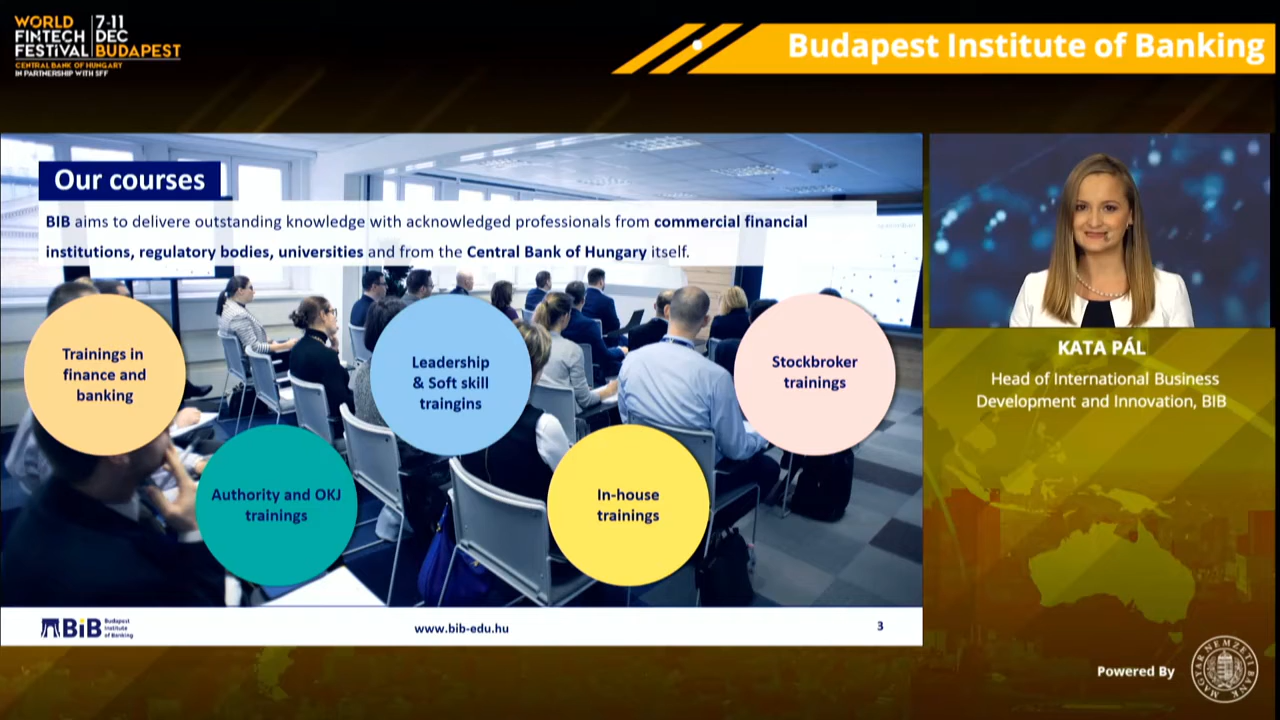 WORLD
FINTECH
FESTIVAL
7-11
DEC
BUDAPEST
CENTRAL BANK OF HUNGARY
IN PARTNERSHIP WITH SFF
Budapest Institute of Banking
Our courses
BIB aims to delivere outstanding knowledge with acknowledged professionals from commercial financial
institutions, regulatory bodies, universities and from the Central Bank of Hungary itself.
Trainings in
finance and
banking
Leadership
& Soft skill
traingins
Stockbroker
trainings
Authority and OKJ
trainings
In-house
trainings
KATA PÁL
Head of International Business
Development and Innovation, BIB
BiB
Budapest
Institute
of Banking
www.bib-edu.hu
3
Powered By
MAGYAR NEMZETI BANK